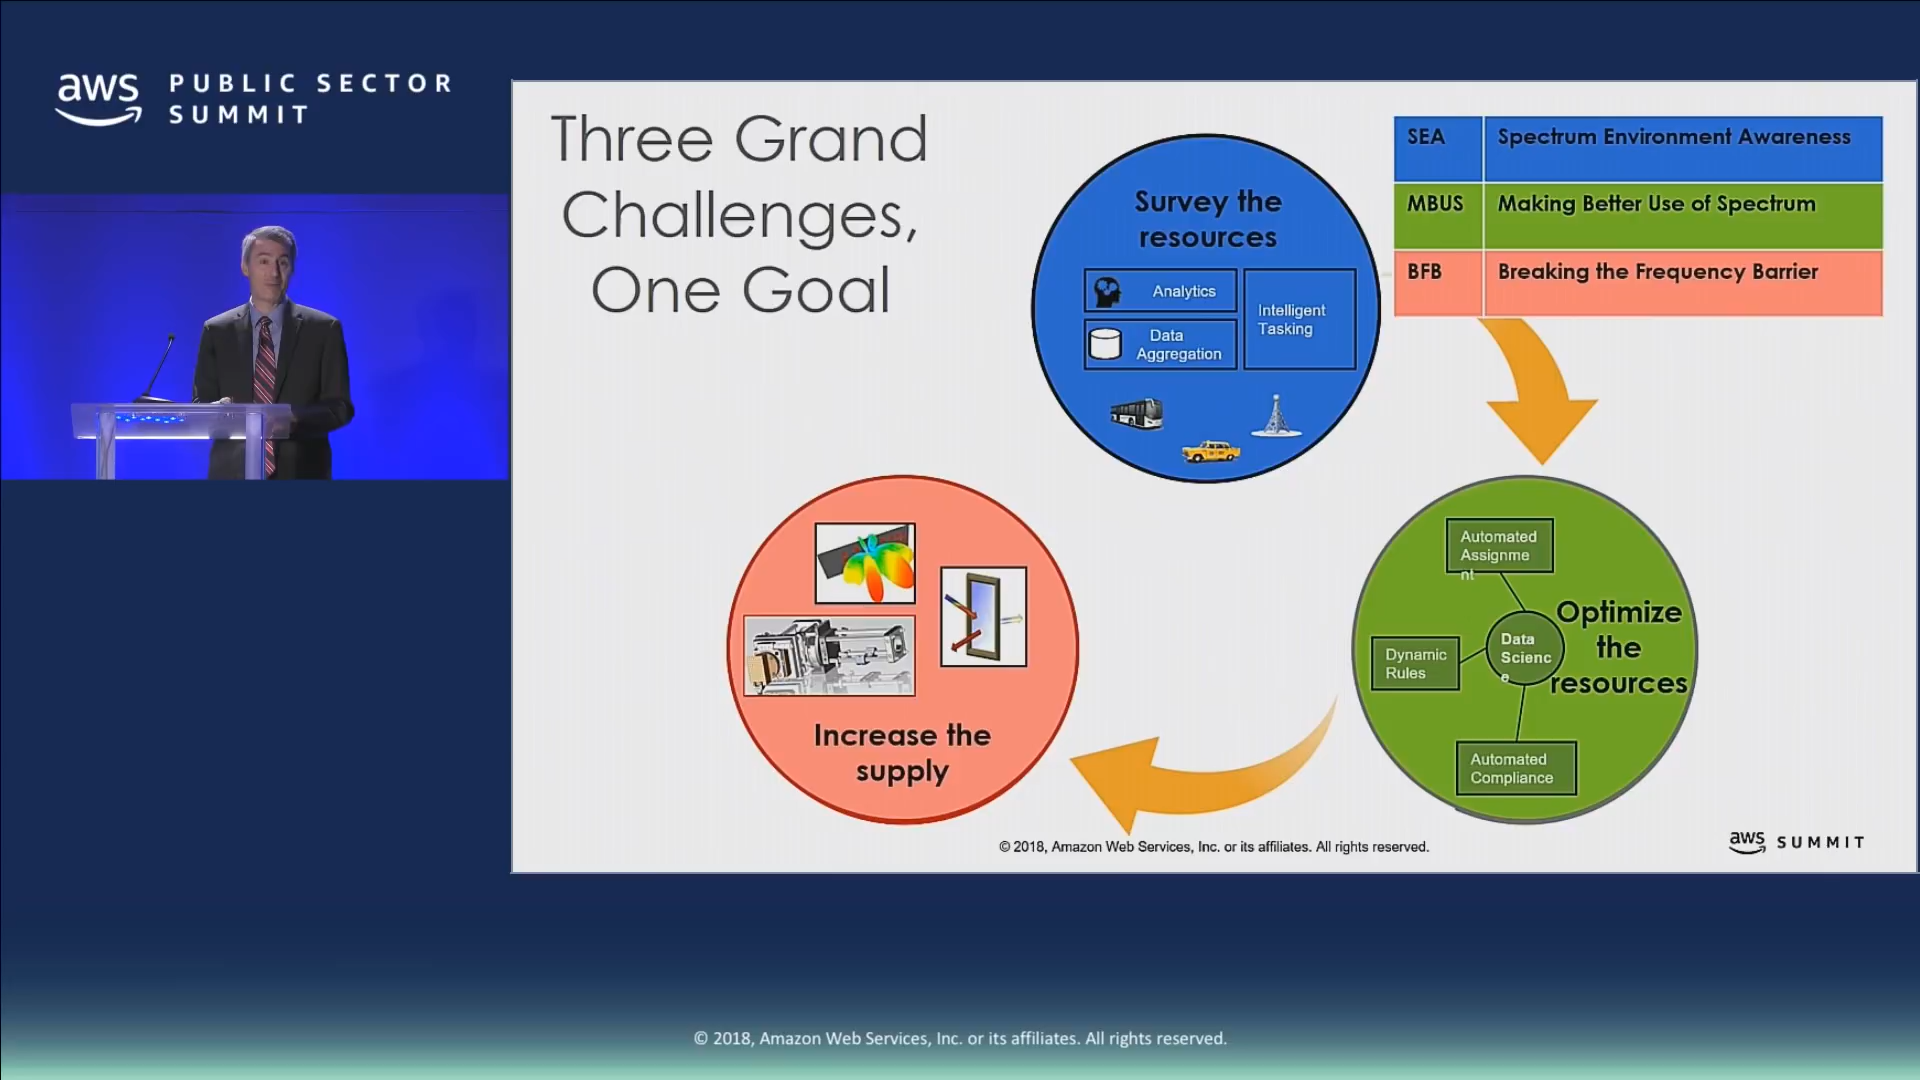 aws PUBLIC SECTOR
SUMMIT
Three Grand
Challenges,
One Goal
Survey the
resources
Analytics
Data
Aggregation
Intelligent
Tasking
SEA Spectrum Environment Awareness
MBUS Making Better Use of Spectrum
BFB Breaking the Frequency Barrier
Automated
Assignme
nt
Dynamic
Rules
Data
Scienc
e
Optimize
the
resources
Automated
Compliance
Increase the
supply
© 2018, Amazon Web Services, Inc. or its affiliates. All rights reserved.
aws SUMMIT
© 2018, Amazon Web Services, Inc. or its affiliates. All rights reserved.